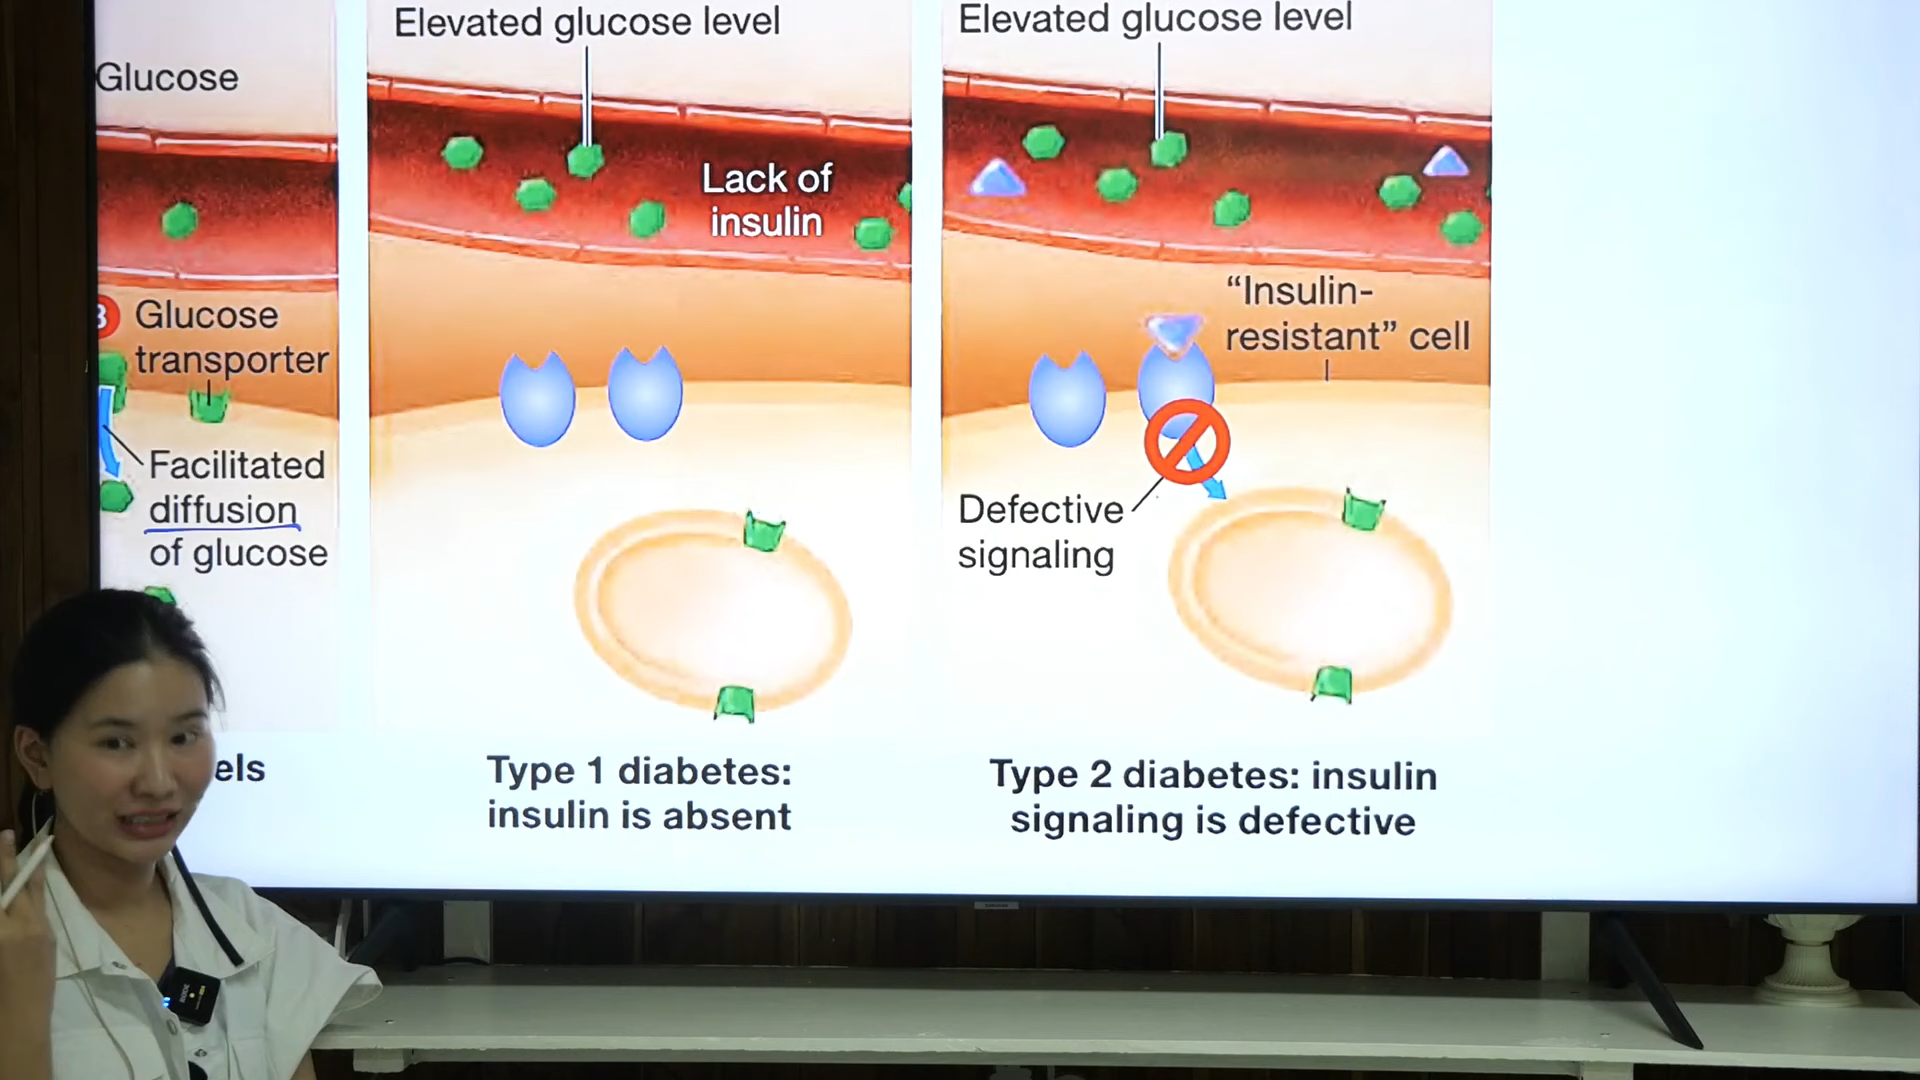 Glucose
3 Glucose
transporter
Facilitated
diffusion
of glucose
els
Elevated glucose level
Lack of
insulin
Type 1 diabetes:
insulin is absent
Elevated glucose level
“Insulin-
resistant” cell
Defective
signaling
Type 2 diabetes: insulin
signaling is defective